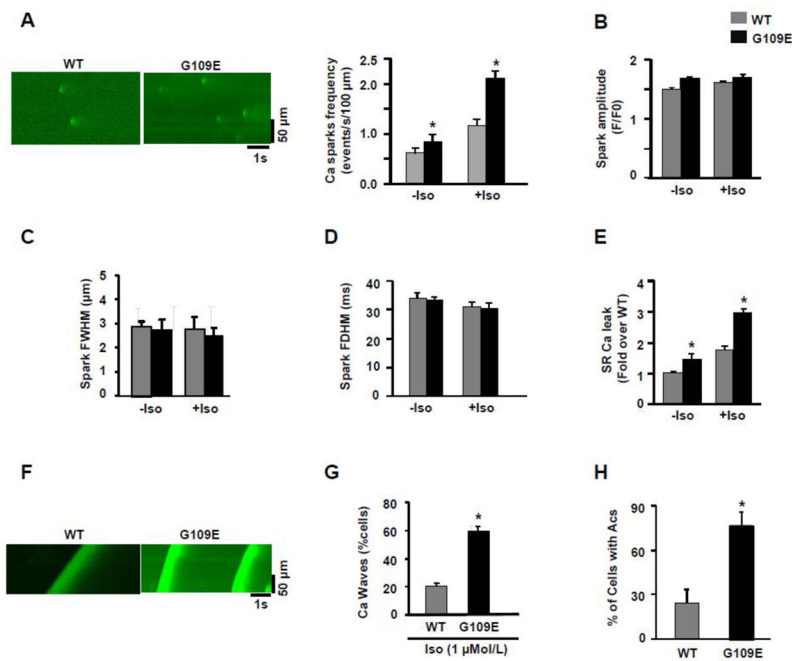 A
WT
G109E
50 µm
1s
Ca sparks frequency
(events/s/100 µm)
2.5
2.0
1.0
0.0
*
*
-Iso
+Iso
B
WT
G109E
Spark amplitude
(F/F0)
2
1
0
-Iso
+Iso
C
Spark FWHM (µm)
5
4
3
2
1
0
-Iso
+Iso
D
Spark FDHM (ms)
40
30
20
10
0
-Iso
+Iso
E
SR Ca leak
(Fold over WT)
4
3
2
1
0
*
*
-Iso
+Iso
F
WT
G109E
50 µm
1s
G
Ca Waves (%cells)
80
60
40
20
0
*
WT
G109E
Iso (1 µMol/L)
H
% of Cells with Acs
90
60
30
0
*
WT
G109E